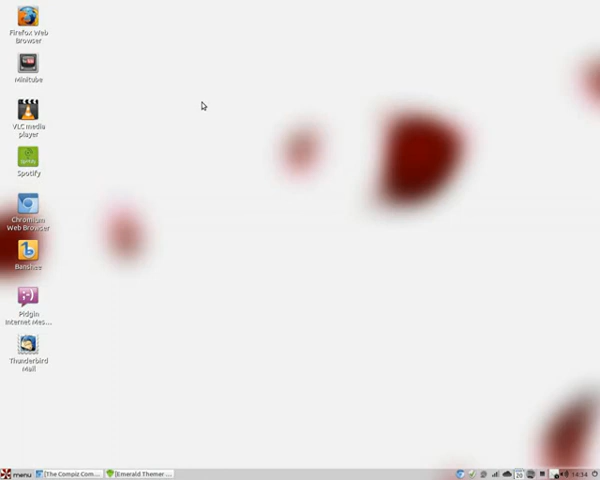 Firefox Web
Browser
Minitube
VLC media
player
Spotify
Chromium
Web Browser
Banshee
Pidgin
Internet Mes...
Thunderbird
Mail
menu
[The Compiz Com...
[Emerald Themer ...
20
14:34